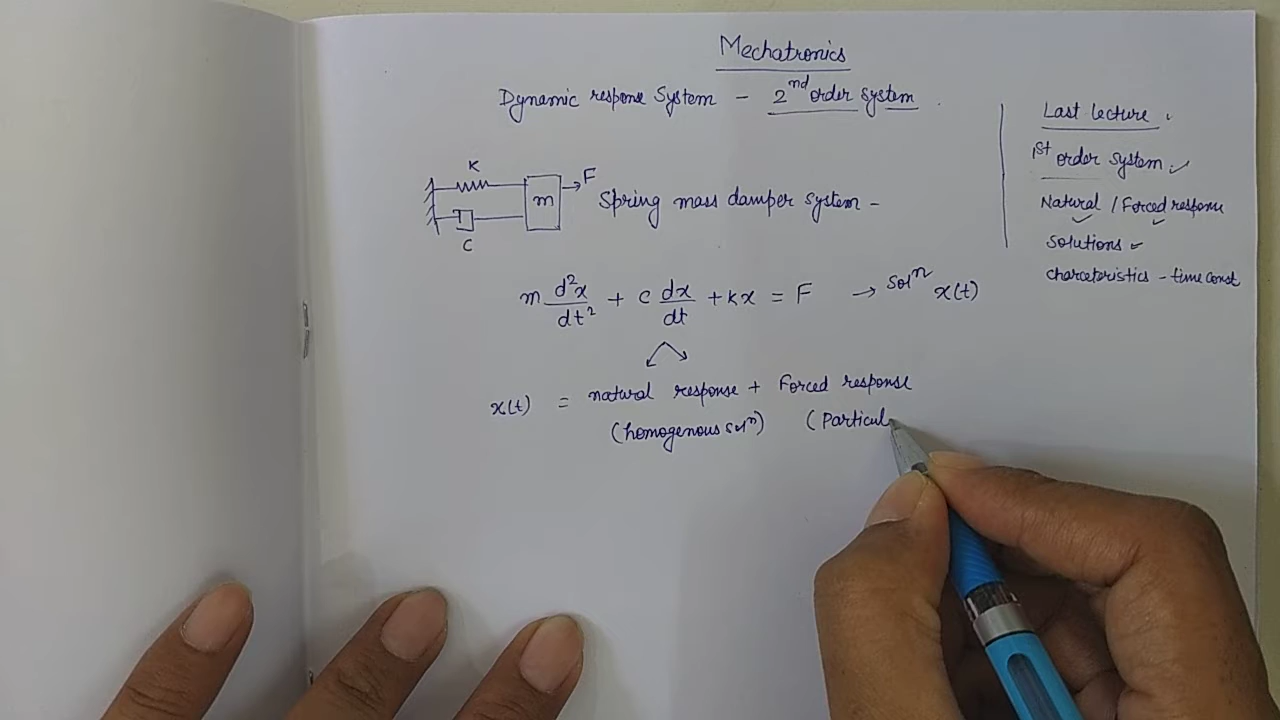 Mechatronics
Dynamic response System - 2nd order system.
Last lecture.
1st order system ✓
Natural / Forced response
Solutions ✓
charceteristics - time const
K
m → F
C
Spring mass damper system -
m d²x/dt² + c dx/dt + kx = F → solⁿ x(t)
x(t) = natural response + Forced response
(homogenous solⁿ) (Particul